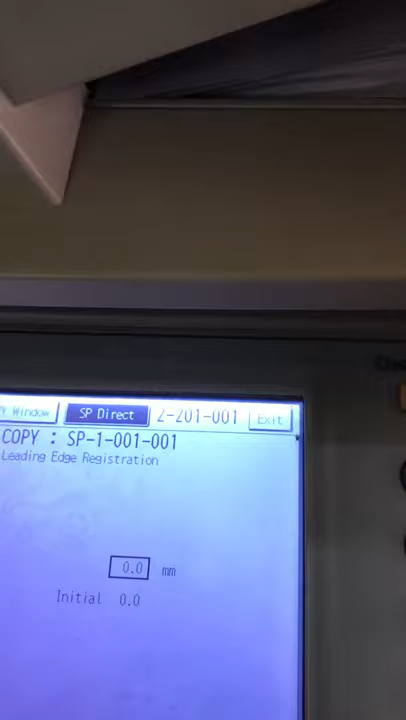 Window SP Direct 2-201-001 Exit
COPY : SP-1-001-001
Leading Edge Registration
0.0 mm
Initial 0.0